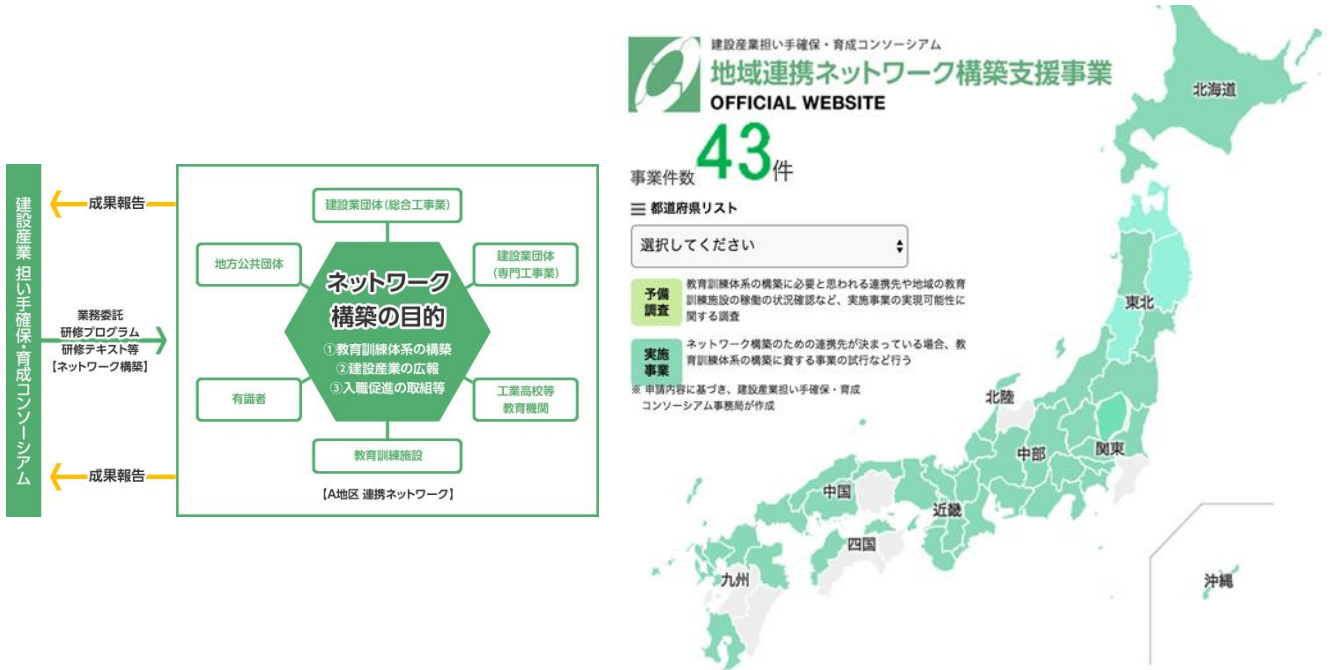 建設産業 担い手確保・育成コンソーシアム
成果報告
業務委託
研修プログラム
研修テキスト等
【ネットワーク構築】
成果報告
建設業団体(総合工事業)
地方公共団体
建設業団体
(専門工事業)
ネットワーク
構築の目的
①教育訓練体系の構築
②建設産業の広報
③入職促進の取組等
有識者
工業高校等
教育機関
教育訓練施設
【A地区 連携ネットワーク】
建設産業担い手確保・育成コンソーシアム
地域連携ネットワーク構築支援事業
OFFICIAL WEBSITE
事業件数43件
都道府県リスト
選択してください
予備
調査
教育訓練体系の構築に必要と思われる連携先や地域の教育
訓練施設の稼働の状況確認など、実施事業の実現可能性に
関する調査
実施
事業
ネットワーク構築のための連携先が決まっている場合、教
育訓練体系の構築に資する事業の試行など行う
※ 申請内容に基づき、建設産業担い手確保・育成
コンソーシアム事務局が作成
北海道
東北
北陸
関東
中部
中国
近畿
四国
九州
沖縄